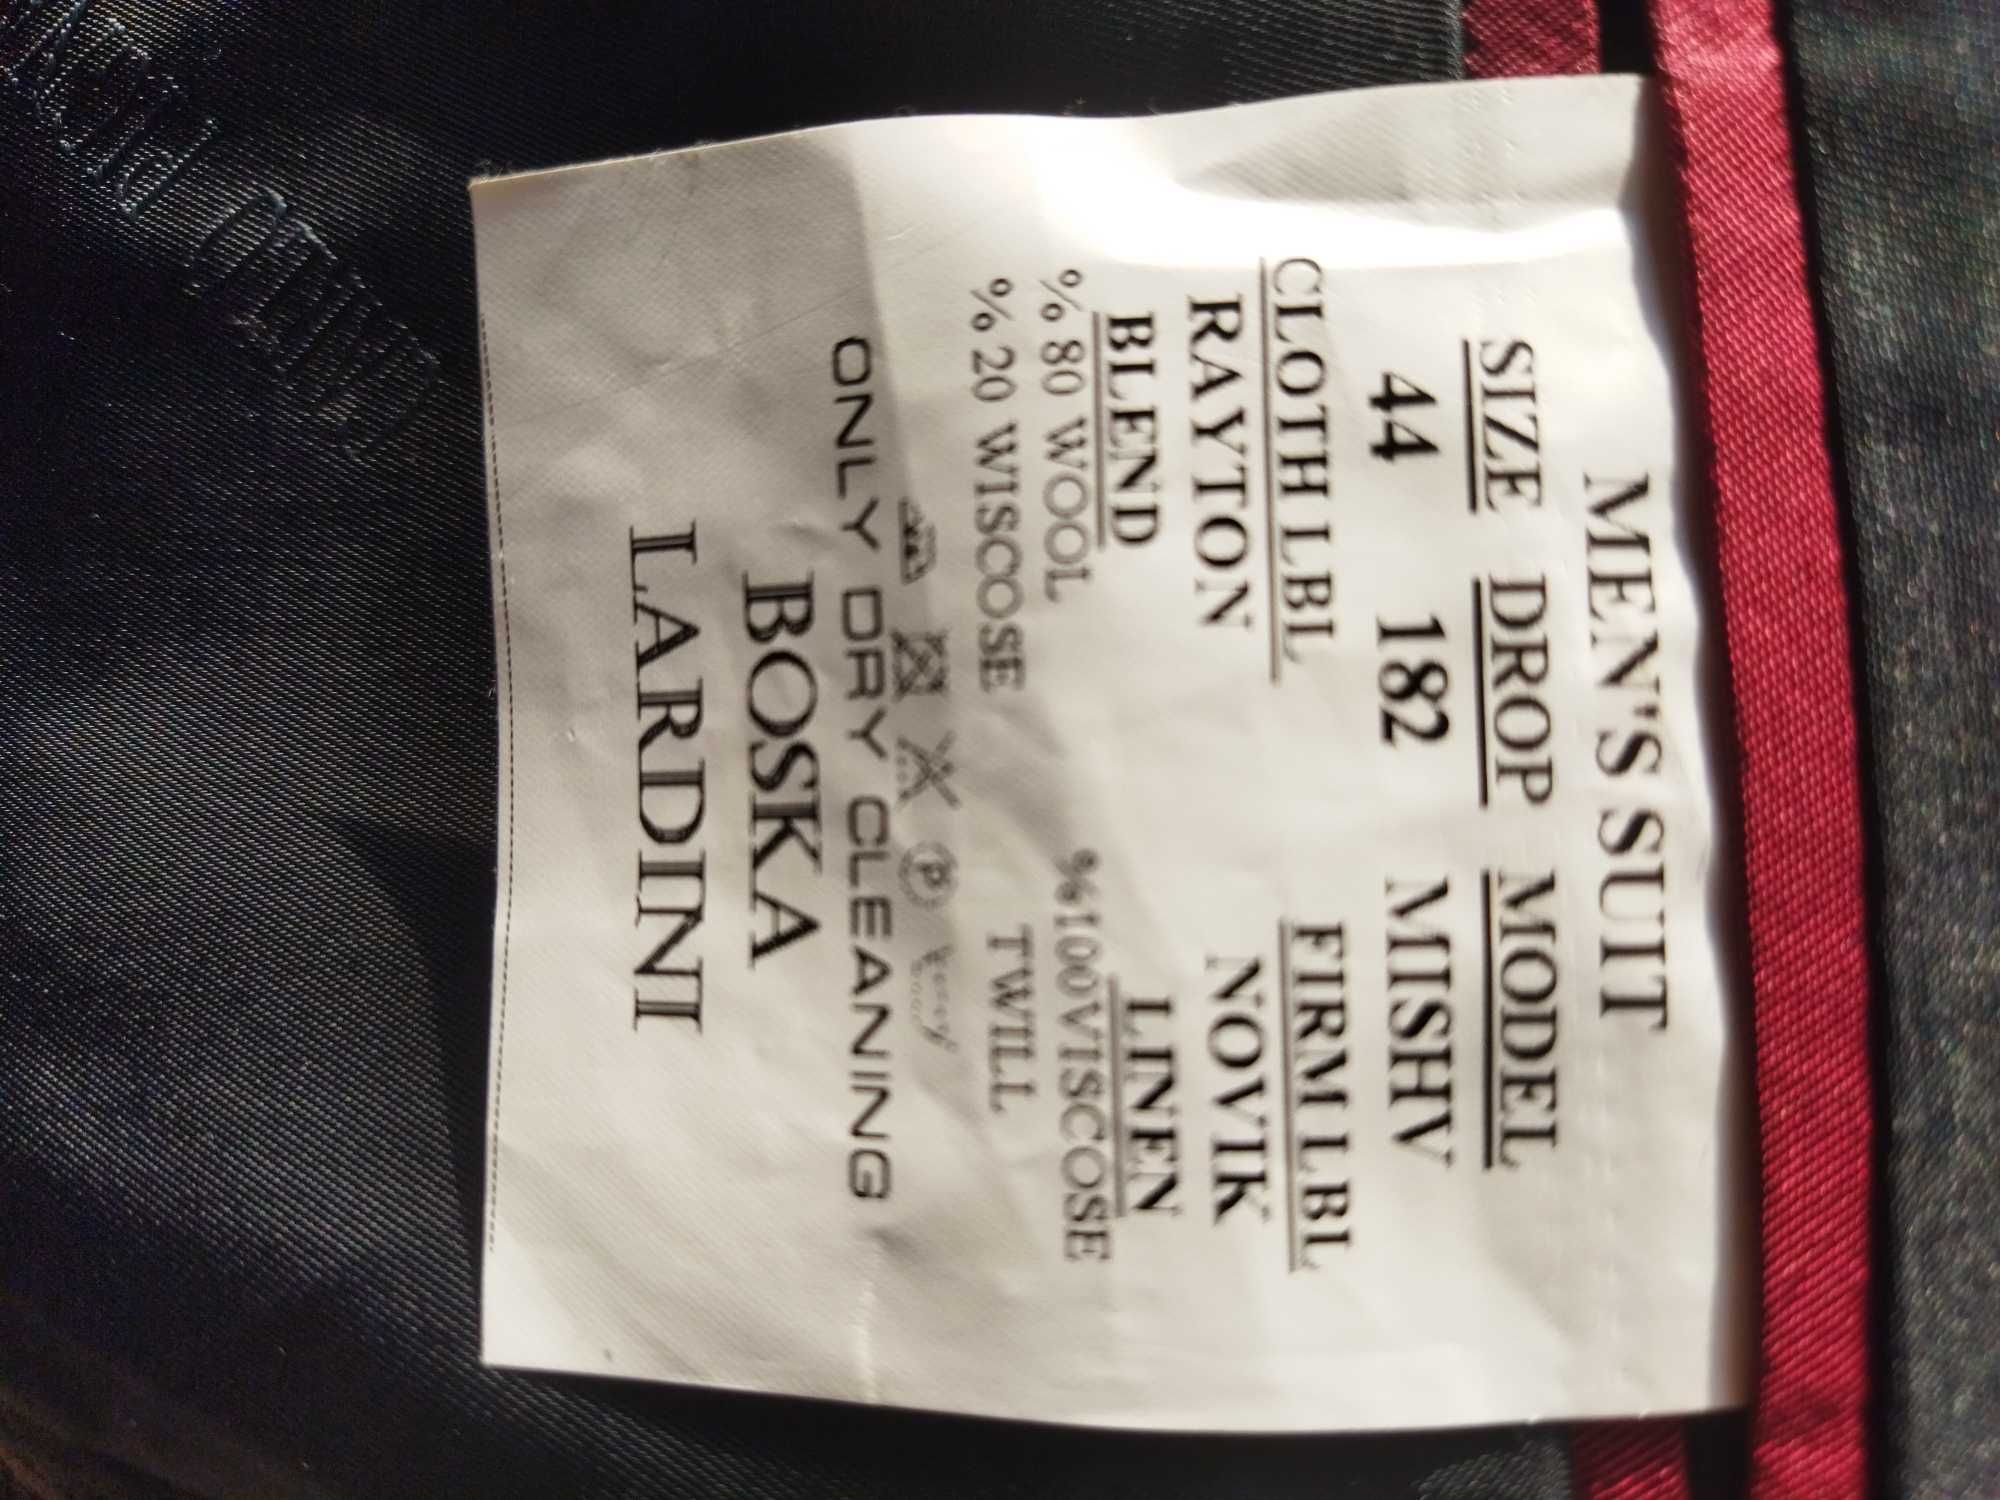 MEN'S SUIT
SIZE DROP MODEL
44 182 MISHV
CLOTH LBL FIRM LBL
RAYTON NOVIK
BLEND LINEN
% 80 WOOL %100VISCOSE
% 20 WISCOSE TWILL
P
ONLY DRY CLEANING
BOSKA
LARDINI